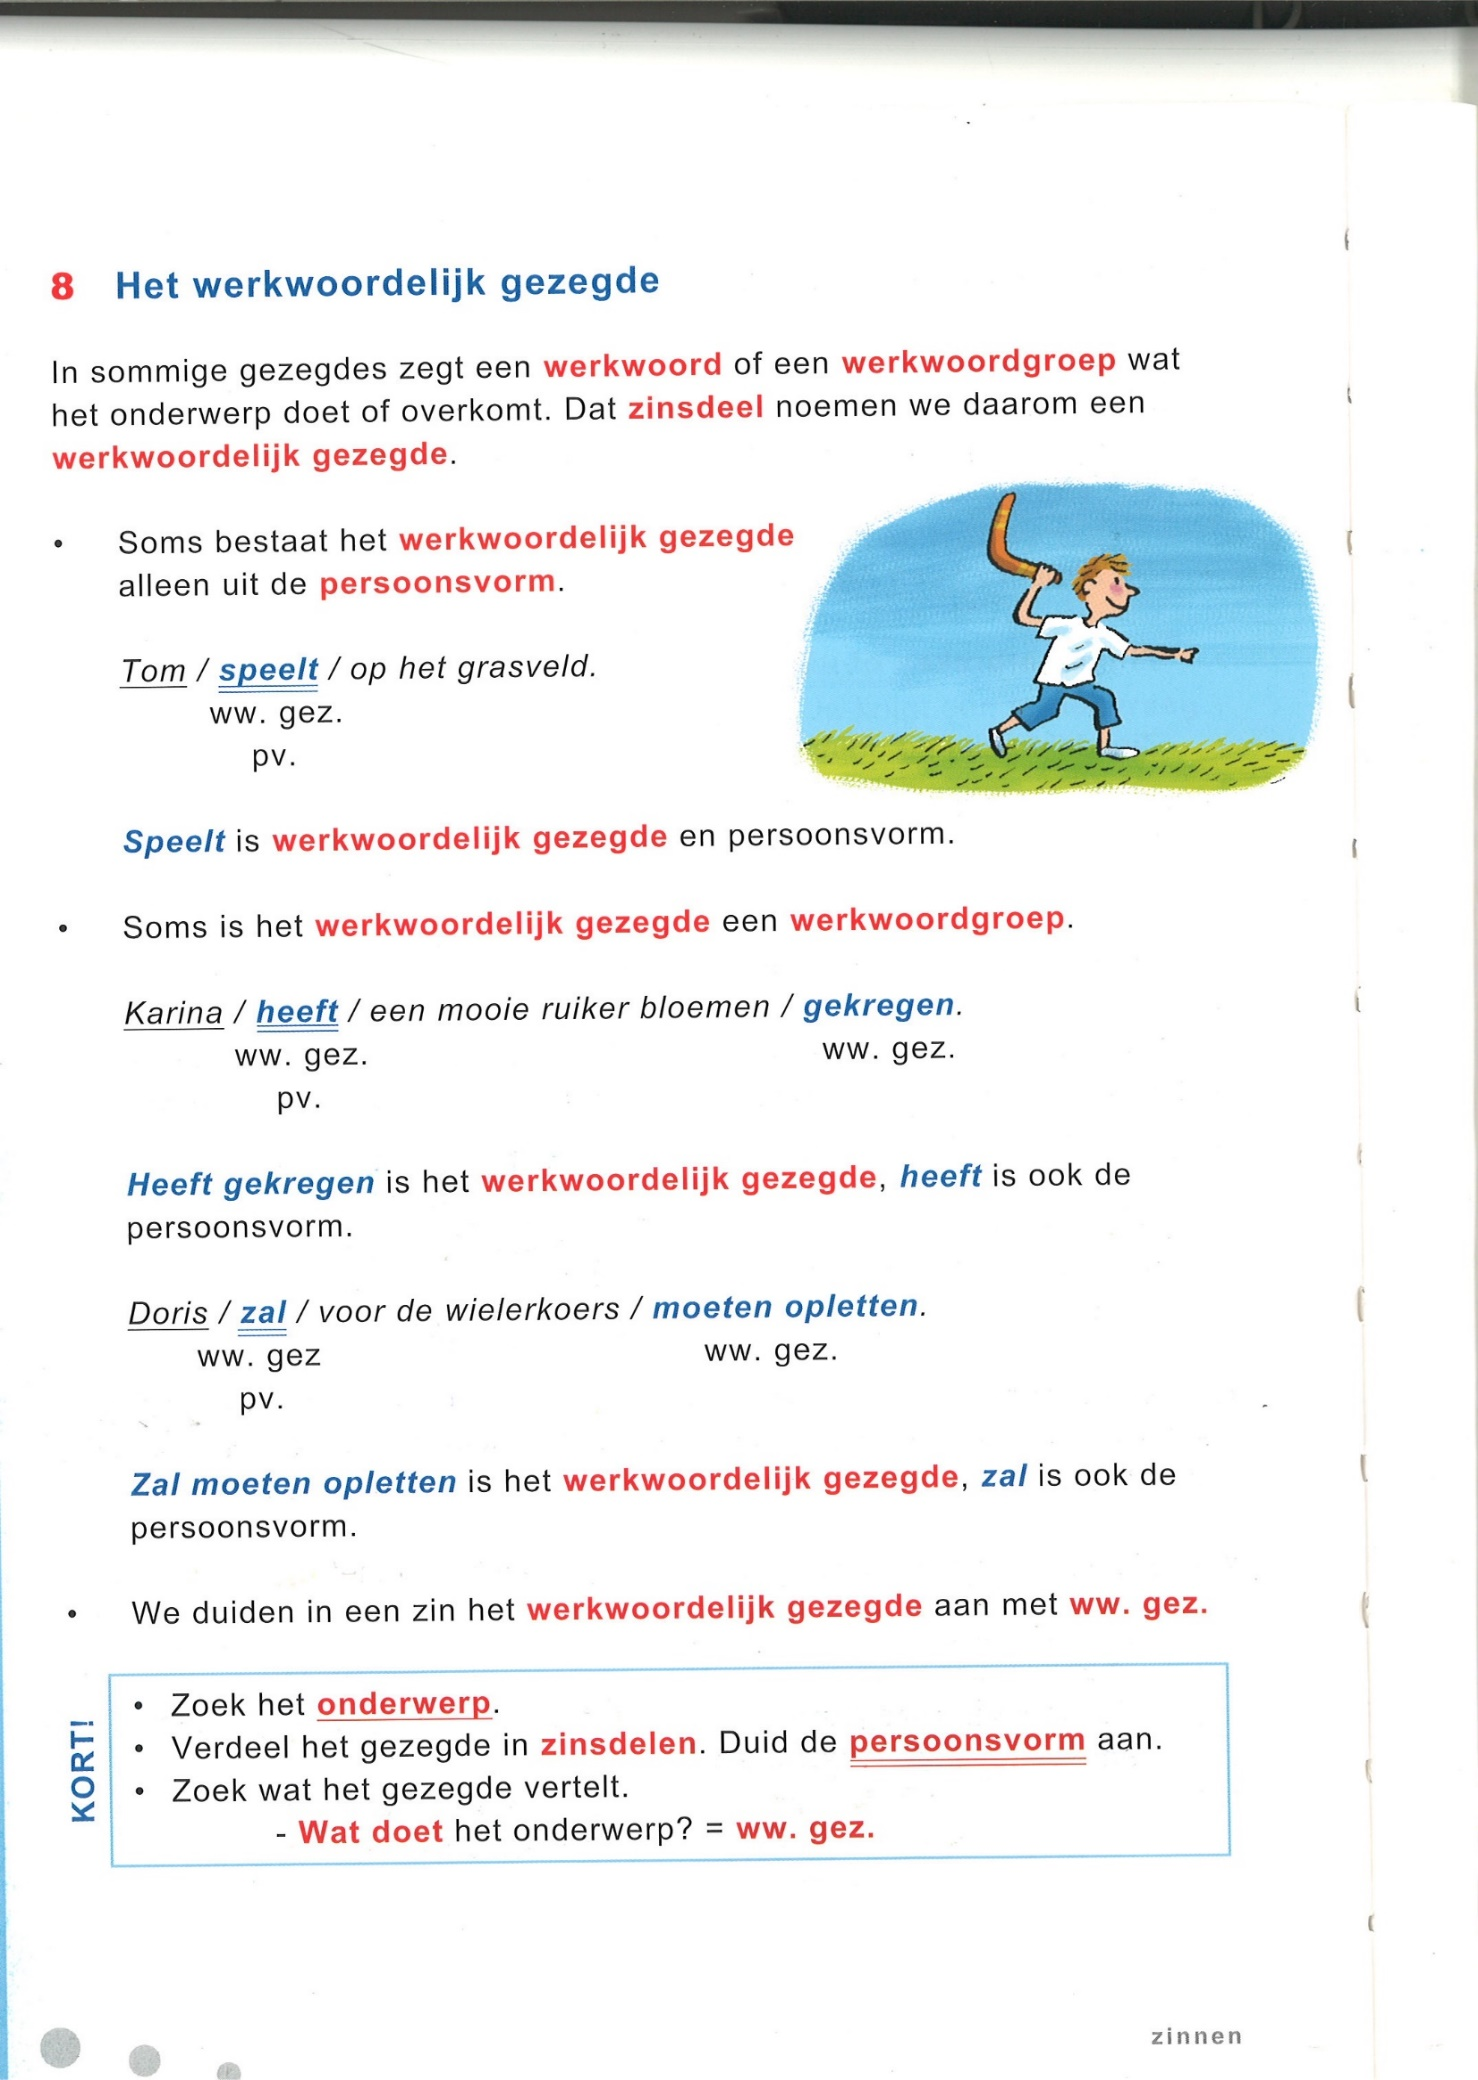 8 Het werkwoordelijk gezegde
In sommige gezegdes zegt een werkwoord of een werkwoordgroep wat
het onderwerp doet of overkomt. Dat zinsdeel noemen we daarom een
werkwoordelijk gezegde.
• Soms bestaat het werkwoordelijk gezegde
alleen uit de persoonsvorm.
Tom / speelt / op het grasveld.
ww. gez.
pv.
Speelt is werkwoordelijk gezegde en persoonsvorm.
• Soms is het werkwoordelijk gezegde een werkwoordgroep.
Karina / heeft / een mooie ruiker bloemen / gekregen.
ww. gez. ww. gez.
pv.
Heeft gekregen is het werkwoordelijk gezegde, heeft is ook de
persoonsvorm.
Doris / zal / voor de wielerkoers / moeten opletten.
ww. gez ww. gez.
pv.
Zal moeten opletten is het werkwoordelijk gezegde, zal is ook de
persoonsvorm.
• We duiden in een zin het werkwoordelijk gezegde aan met ww. gez.
KORT!
• Zoek het onderwerp.
• Verdeel het gezegde in zinsdelen. Duid de persoonsvorm aan.
• Zoek wat het gezegde vertelt.
- Wat doet het onderwerp? = ww. gez.
zinnen